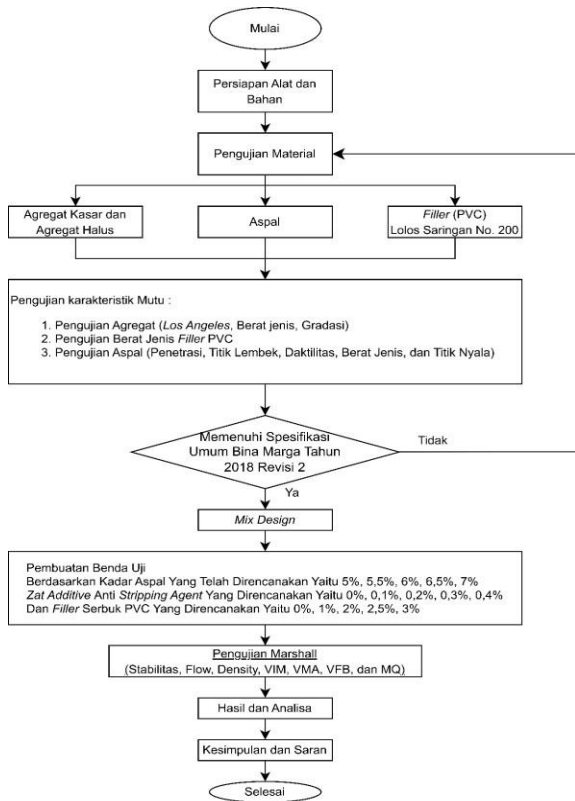 Mulai
Persiapan Alat dan
Bahan
Pengujian Material
Agregat Kasar dan
Agregat Halus
Aspal
Filler (PVC)
Lolos Saringan No. 200
Pengujian karakteristik Mutu :
1. Pengujian Agregat (Los Angeles, Berat jenis, Gradasi)
2. Pengujian Berat Jenis Filler PVC
3. Pengujian Aspal (Penetrasi, Titik Lembek, Daktilitas, Berat Jenis, dan Titik Nyala)
Memenuhi Spesifikasi
Umum Bina Marga Tahun
2018 Revisi 2
Tidak
Ya
Mix Design
Pembuatan Benda Uji
Berdasarkan Kadar Aspal Yang Telah Direncanakan Yaitu 5%, 5,5%, 6%, 6,5%, 7%
Zat Additive Anti Stripping Agent Yang Direncanakan Yaitu 0%, 0,1%, 0,2%, 0,3%, 0,4%
Dan Filler Serbuk PVC Yang Direncanakan Yaitu 0%, 1%, 2%, 2,5%, 3%
Pengujian Marshall
(Stabilitas, Flow, Density, VIM, VMA, VFB, dan MQ)
Hasil dan Analisa
Kesimpulan dan Saran
Selesai